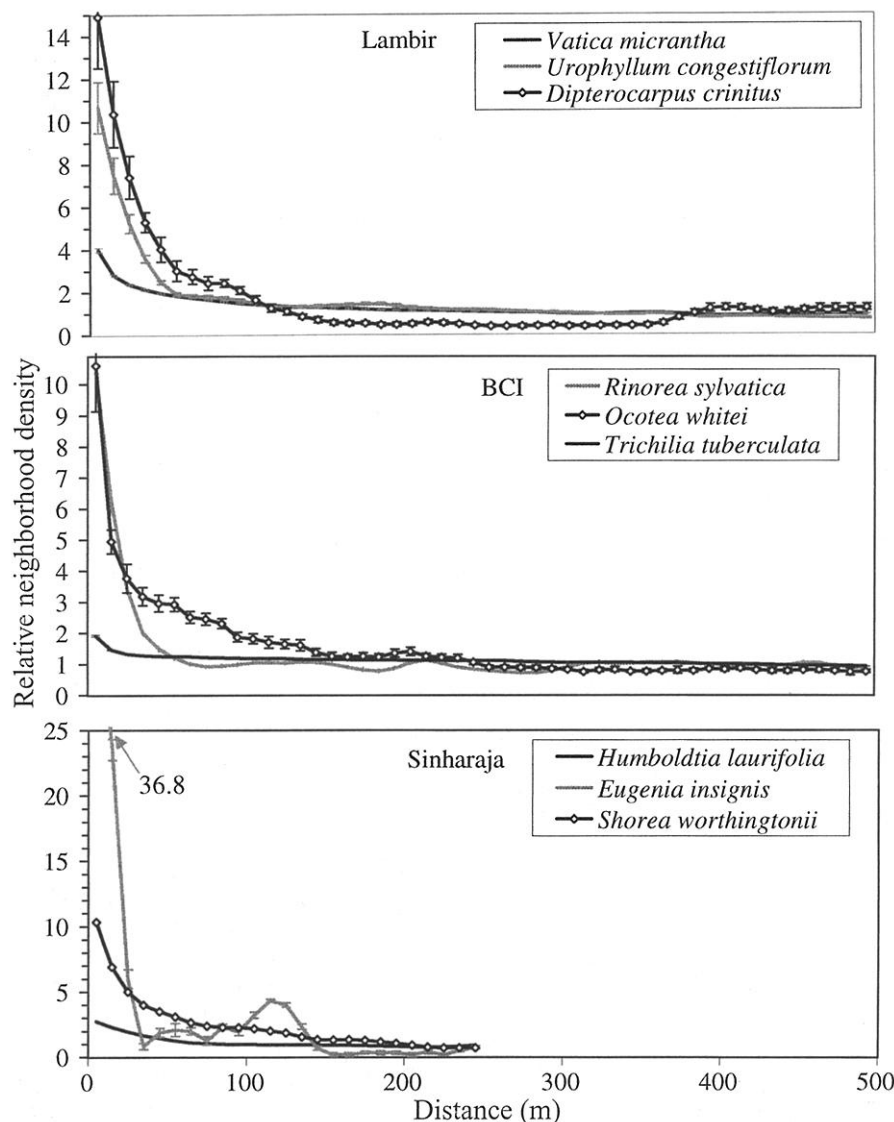 Lambir
Vatica micrantha
Urophyllum congestiflorum
Dipterocarpus crinitus
14
12
10
8
6
4
2
0
BCI
Rinorea sylvatica
Ocotea whitei
Trichilia tuberculata
10
9
8
7
6
5
4
3
2
1
0
Relative neighborhood density
Sinharaja
Humboldtia laurifolia
Eugenia insignis
Shorea worthingtonii
36.8
25
20
15
10
5
0
0
100
200
300
400
500
Distance (m)